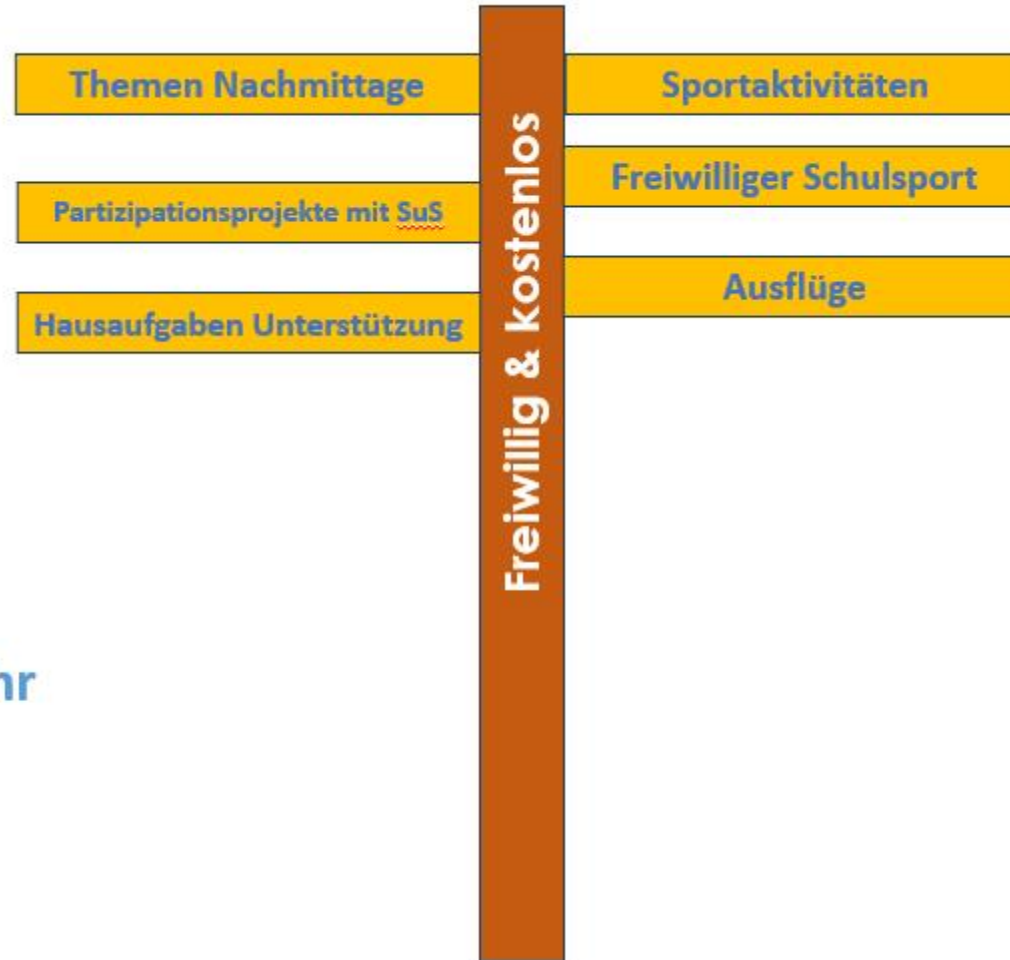 Themen Nachmittage
Partizipationsprojekte mit SuS
Hausaufgaben Unterstützung
Freiwillig & kostenlos
Sportaktivitäten
Freiwilliger Schulsport
Ausflüge